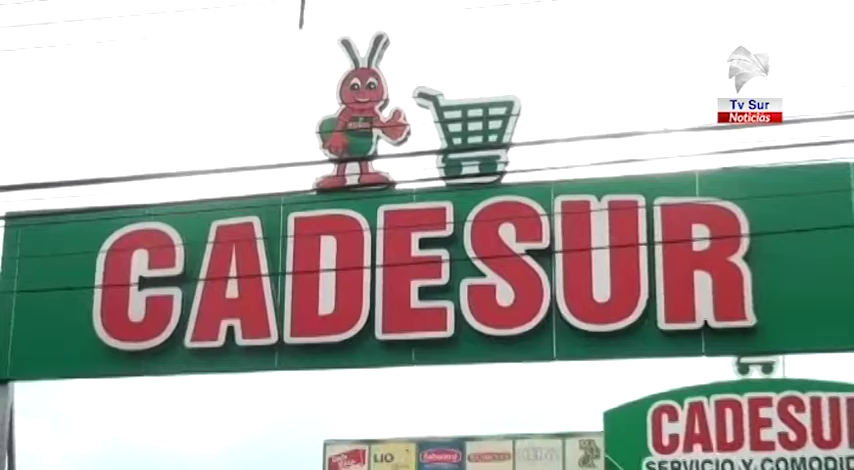 Tv Sur
Noticias
CADESUR
CADESUR
SERVICIO Y COMODID
LIO